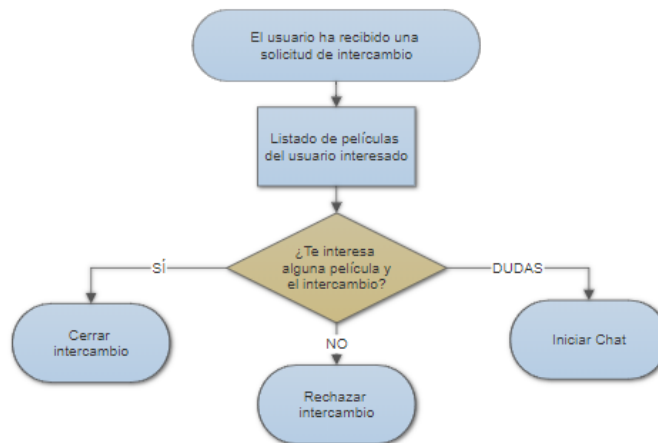 El usuario ha recibido una
solicitud de intercambio
Listado de películas
del usuario interesado
¿Te interesa
alguna película y
el intercambio?
SÍ
DUDAS
NO
Cerrar
intercambio
Iniciar Chat
Rechazar
intercambio